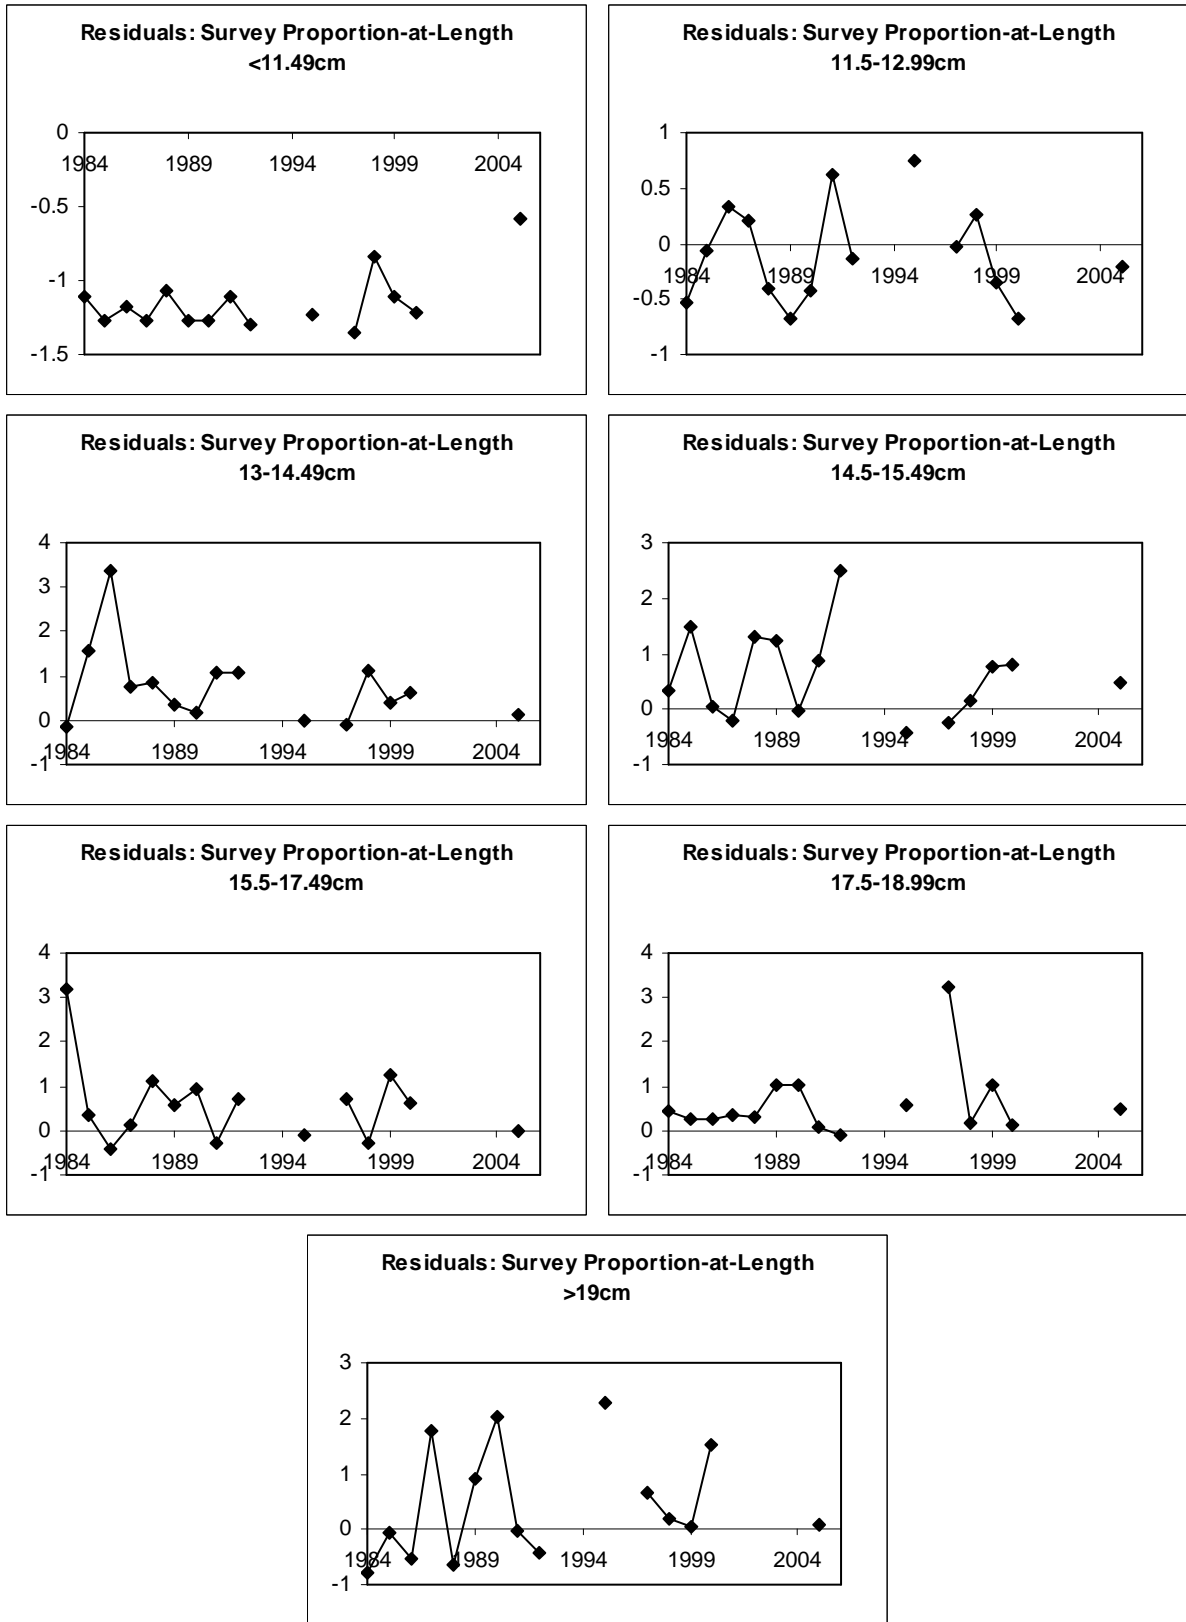 Residuals: Survey Proportion-at-Length
<11.49cm
0
1984 1989 1994 1999 2004
-0.5
-1
-1.5
Residuals: Survey Proportion-at-Length
11.5-12.99cm
1
0.5
0
1984 1989 1994 1999 2004
-0.5
-1
Residuals: Survey Proportion-at-Length
13-14.49cm
4
3
2
1
0
1984 1989 1994 1999 2004
-1
Residuals: Survey Proportion-at-Length
14.5-15.49cm
3
2
1
0
1984 1989 1994 1999 2004
-1
Residuals: Survey Proportion-at-Length
15.5-17.49cm
4
3
2
1
0
1984 1989 1994 1999 2004
-1
Residuals: Survey Proportion-at-Length
17.5-18.99cm
4
3
2
1
0
1984 1989 1994 1999 2004
-1
Residuals: Survey Proportion-at-Length
>19cm
3
2
1
0
1984 1989 1994 1999 2004
-1